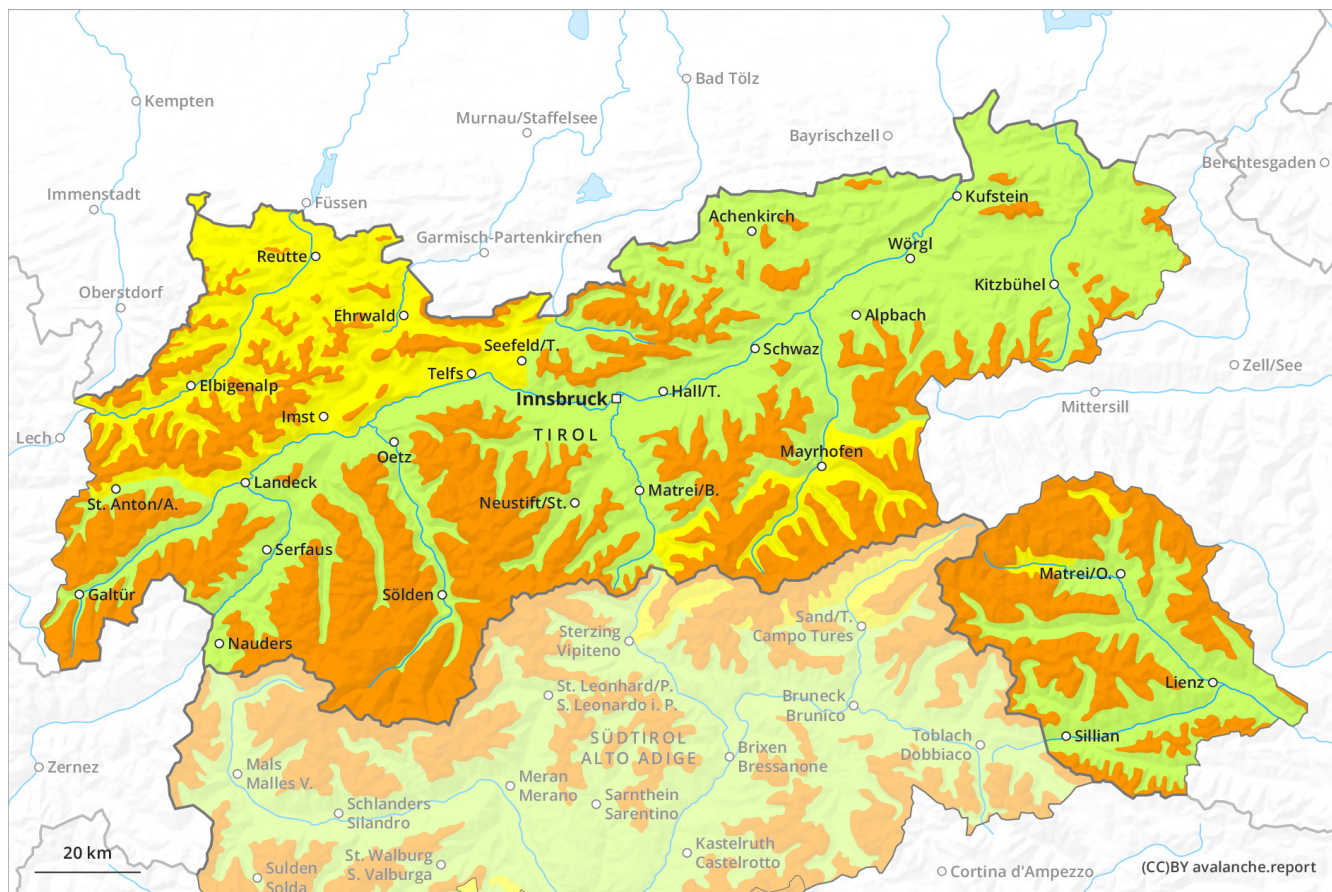 Bad Tölz
Kempten
Murnau/Staffelsee
Bayrischzell
Berchtesgaden
Immenstadt
Füssen
Kufstein
Achenkirch
Garmisch-Partenkirchen
Wörgl
Reutte
Kitzbühel
Oberstdorf
Ehrwald
Alpbach
Seefeld/T.
Schwaz
Zell/See
Telfs
Elbigenalp
Hall/T.
Innsbruck
Mittersill
Imst
Lech
TIROL
Oetz
Mayrhofen
Landeck
St. Anton/A.
Neustift/St.
Matrei/B.
Serfaus
Matrei/O.
Galtür
Sölden
Sand/T.
Campo Tures
Sterzing
Vipiteno
Nauders
Lienz
St. Leonhard/P.
S. Leonardo i. P.
Bruneck
Brunico
Sillian
SÜDTIROL
ALTO ADIGE
Toblach
Dobbiaco
Brixen
Bressanone
Zernez
Mals
Malles V.
Meran
Merano
Sarnthein
Sarentino
Schlanders
Silandro
Kastelruth
Castelrotto
20 km
St. Walburg
S. Valburga
Sulden
Solda
Cortina d'Ampezzo
(CC)BY avalanche.report